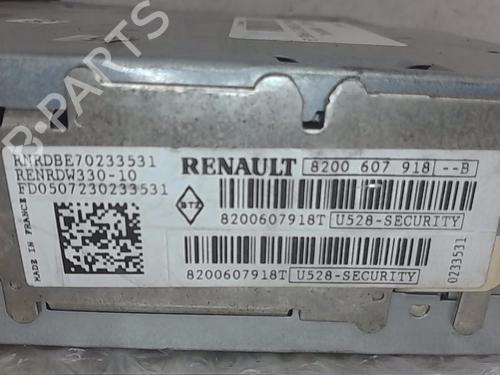 RNRDBE70233531
RENRDW330-10
FD0507230233531
MADE IN FRANCE
RENAULT 8200 607 918 --B
8200607918T U528-SECURITY
8200607918T U528-SECURITY
0233531
B-PARTS